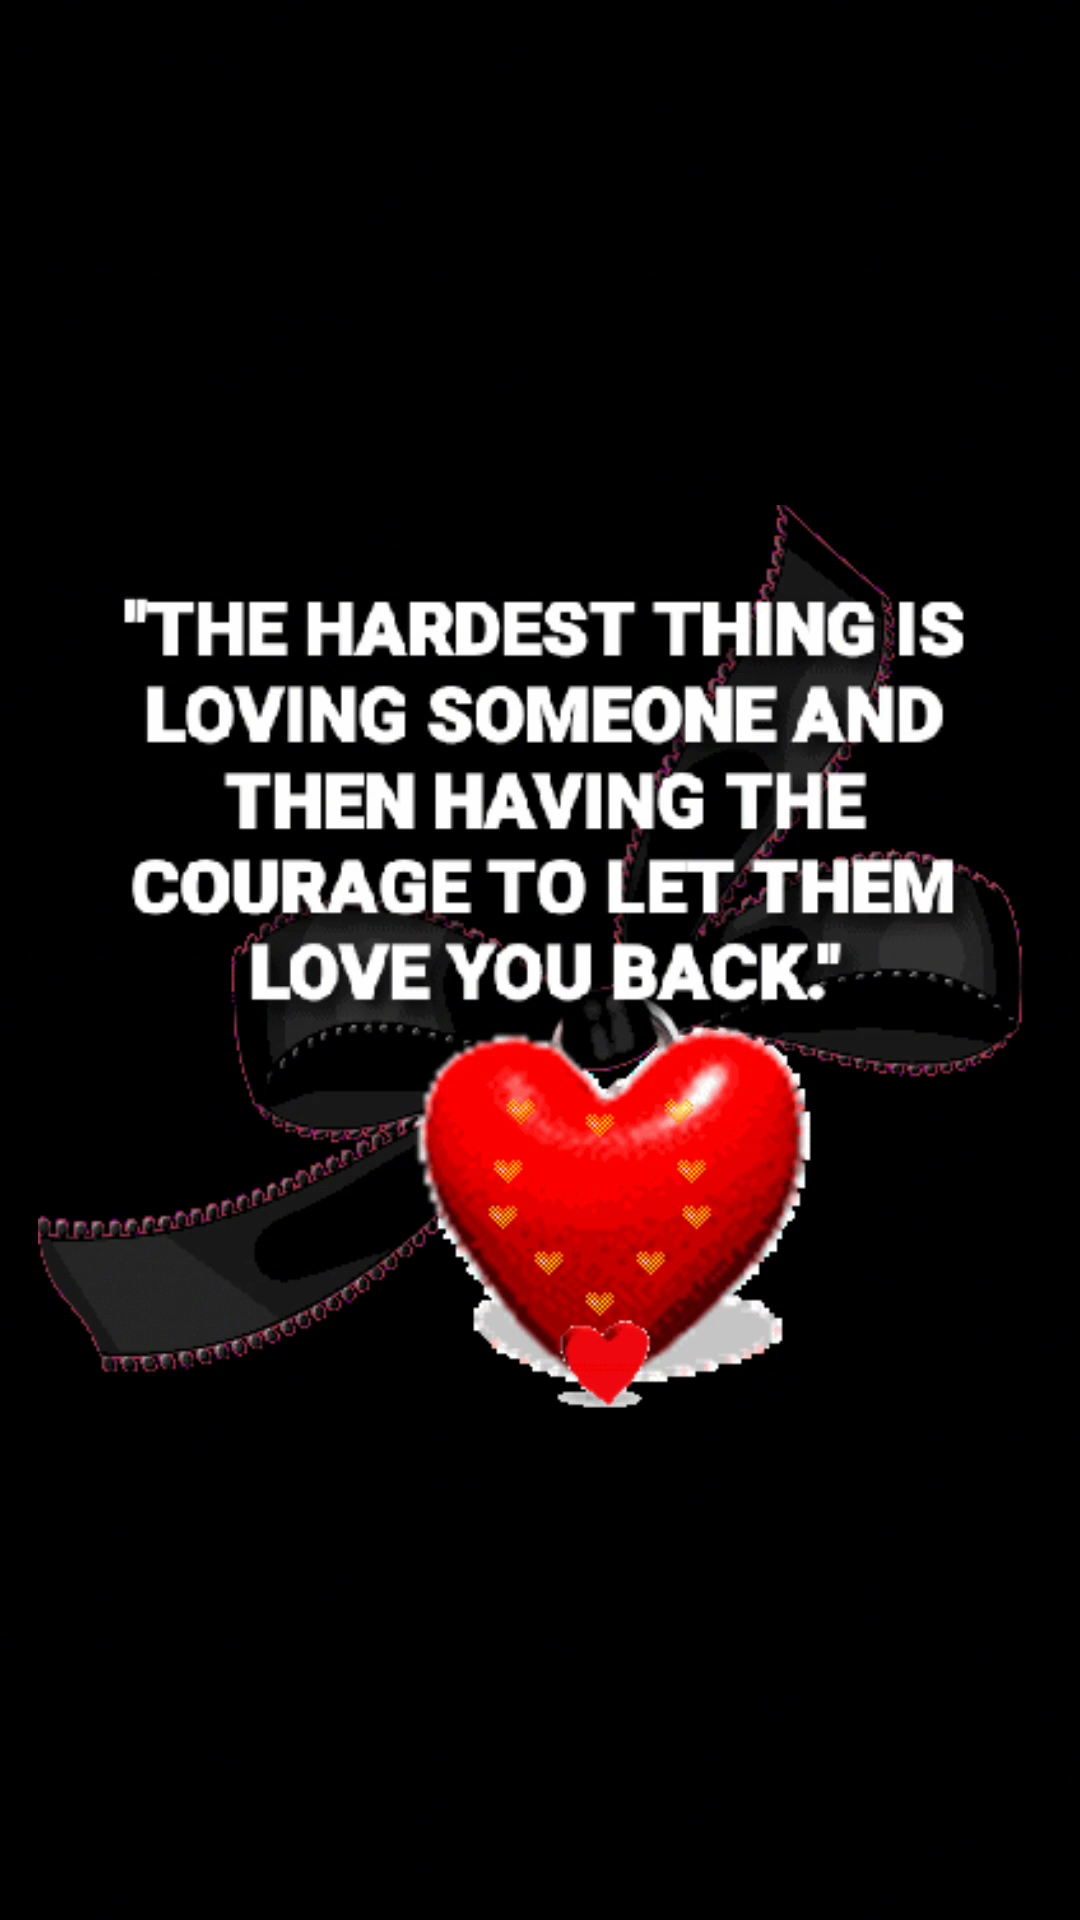 "THE HARDEST THING IS
LOVING SOMEONE AND
THEN HAVING THE
COURAGE TO LET THEM
LOVE YOU BACK."